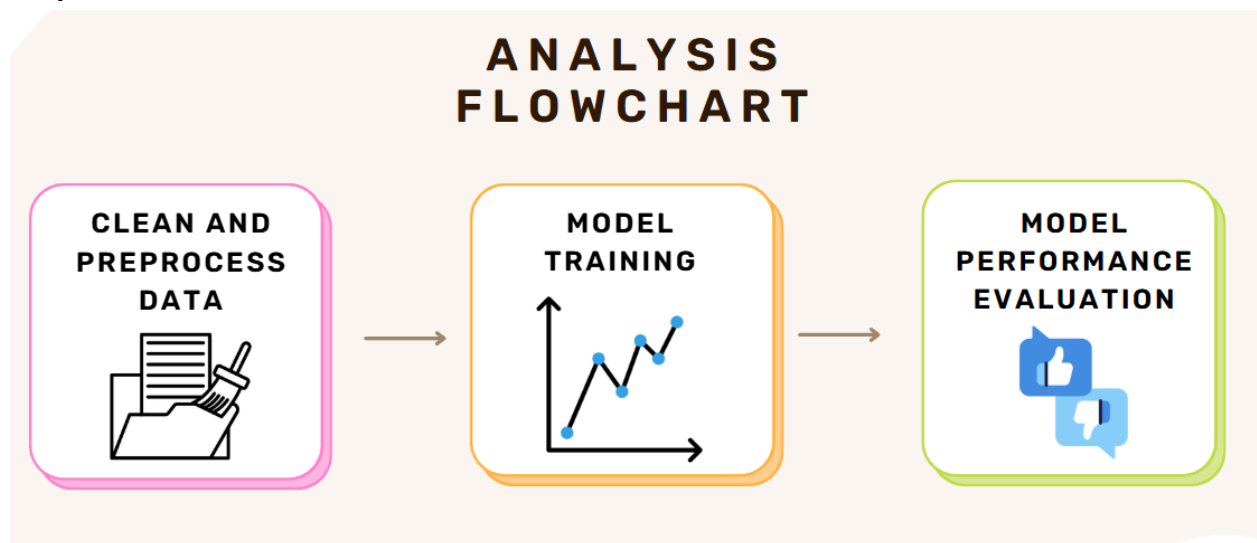 ANALYSIS
FLOWCHART
CLEAN AND
PREPROCESS
DATA
MODEL
TRAINING
MODEL
PERFORMANCE
EVALUATION